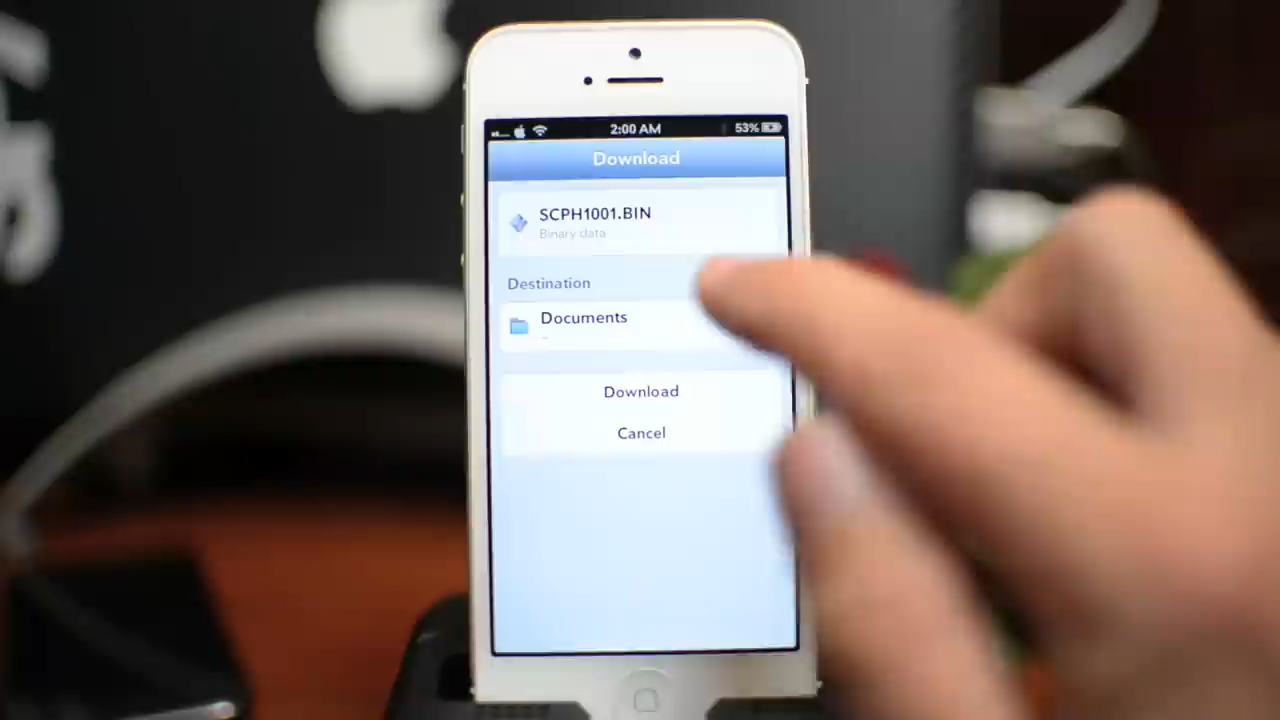 2:00 AM
53%
Download
SCPH1001.BIN
Binary data
Destination
Documents
Download
Cancel